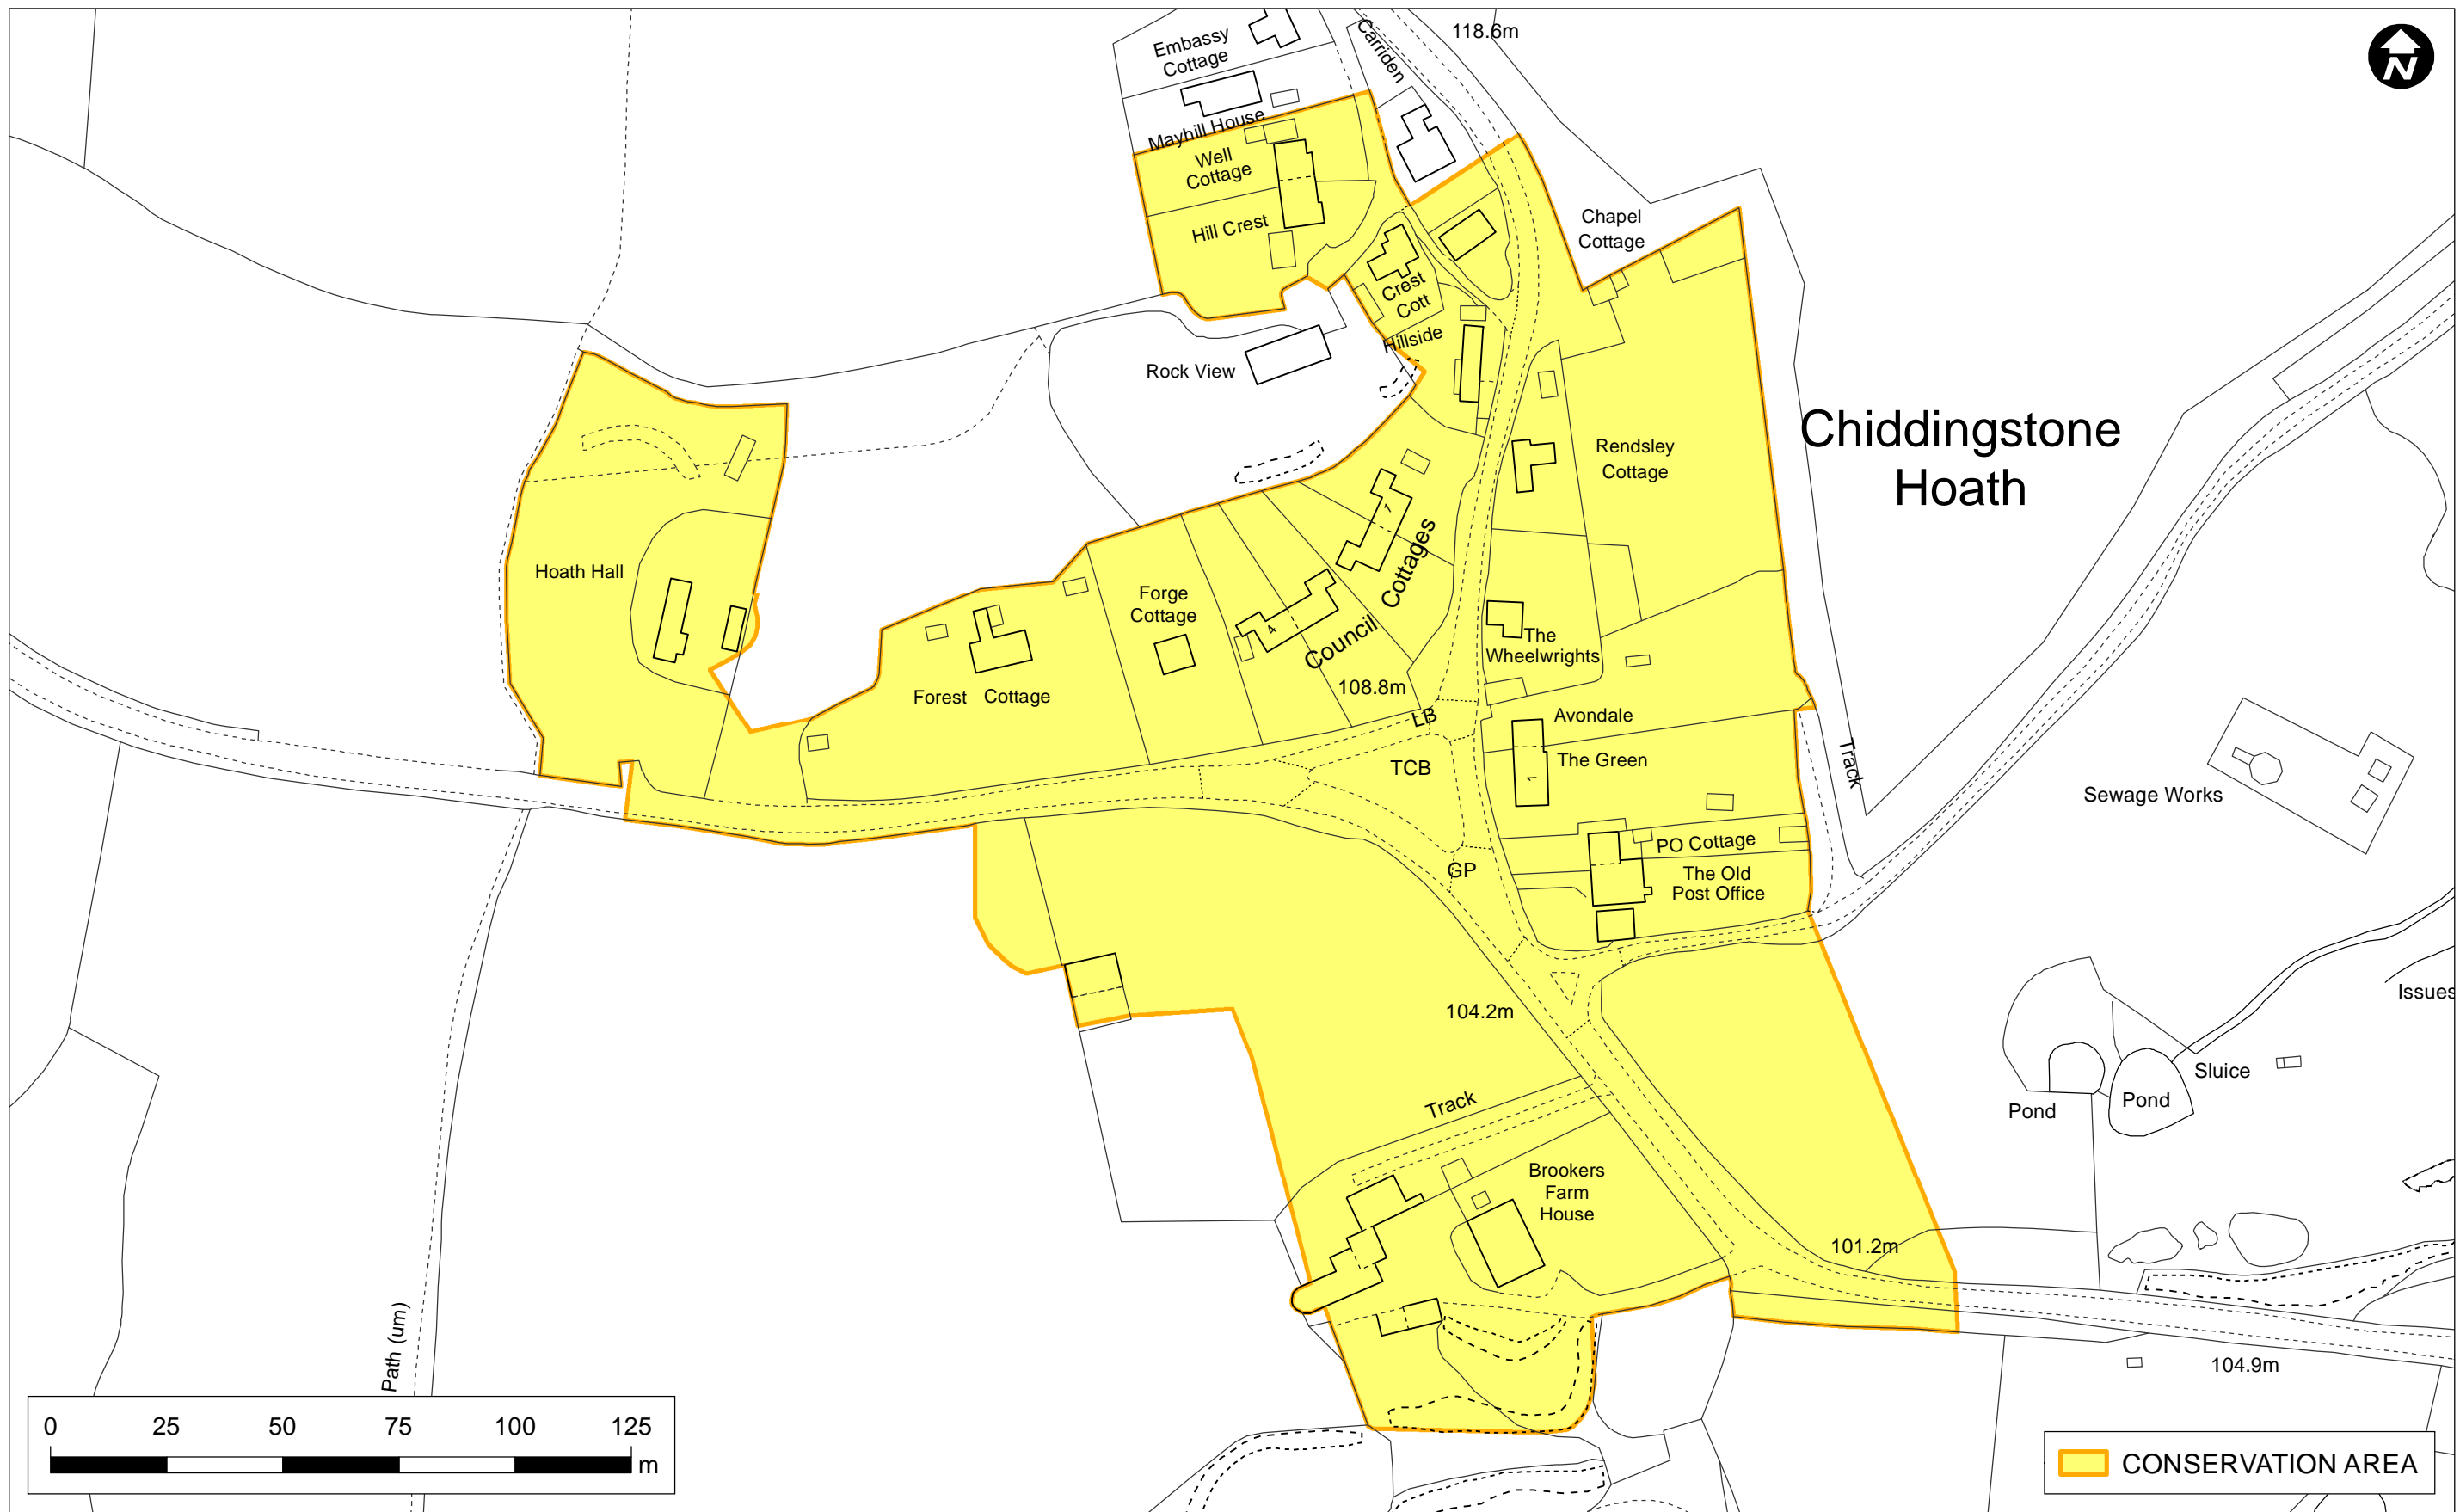 118.6m
N
Embassy
Cottage
Carriden
Mayhill House
Well
Cottage
Hill Crest
Chapel
Cottage
Crest
Cott
Hillside
Rock View
Chiddingstone
Hoath
Rendsley
Cottage
7
Hoath Hall
Forge
Cottage
4
Council Cottages
The
Wheelwrights
Forest Cottage
108.8m
LB
Avondale
TCB
The Green
1
Track
Sewage Works
PO Cottage
GP
The Old
Post Office
104.2m
Issues
Sluice
Pond
Pond
Track
Brookers
Farm
House
101.2m
Path (um)
104.9m
0 25 50 75 100 125
m
CONSERVATION AREA